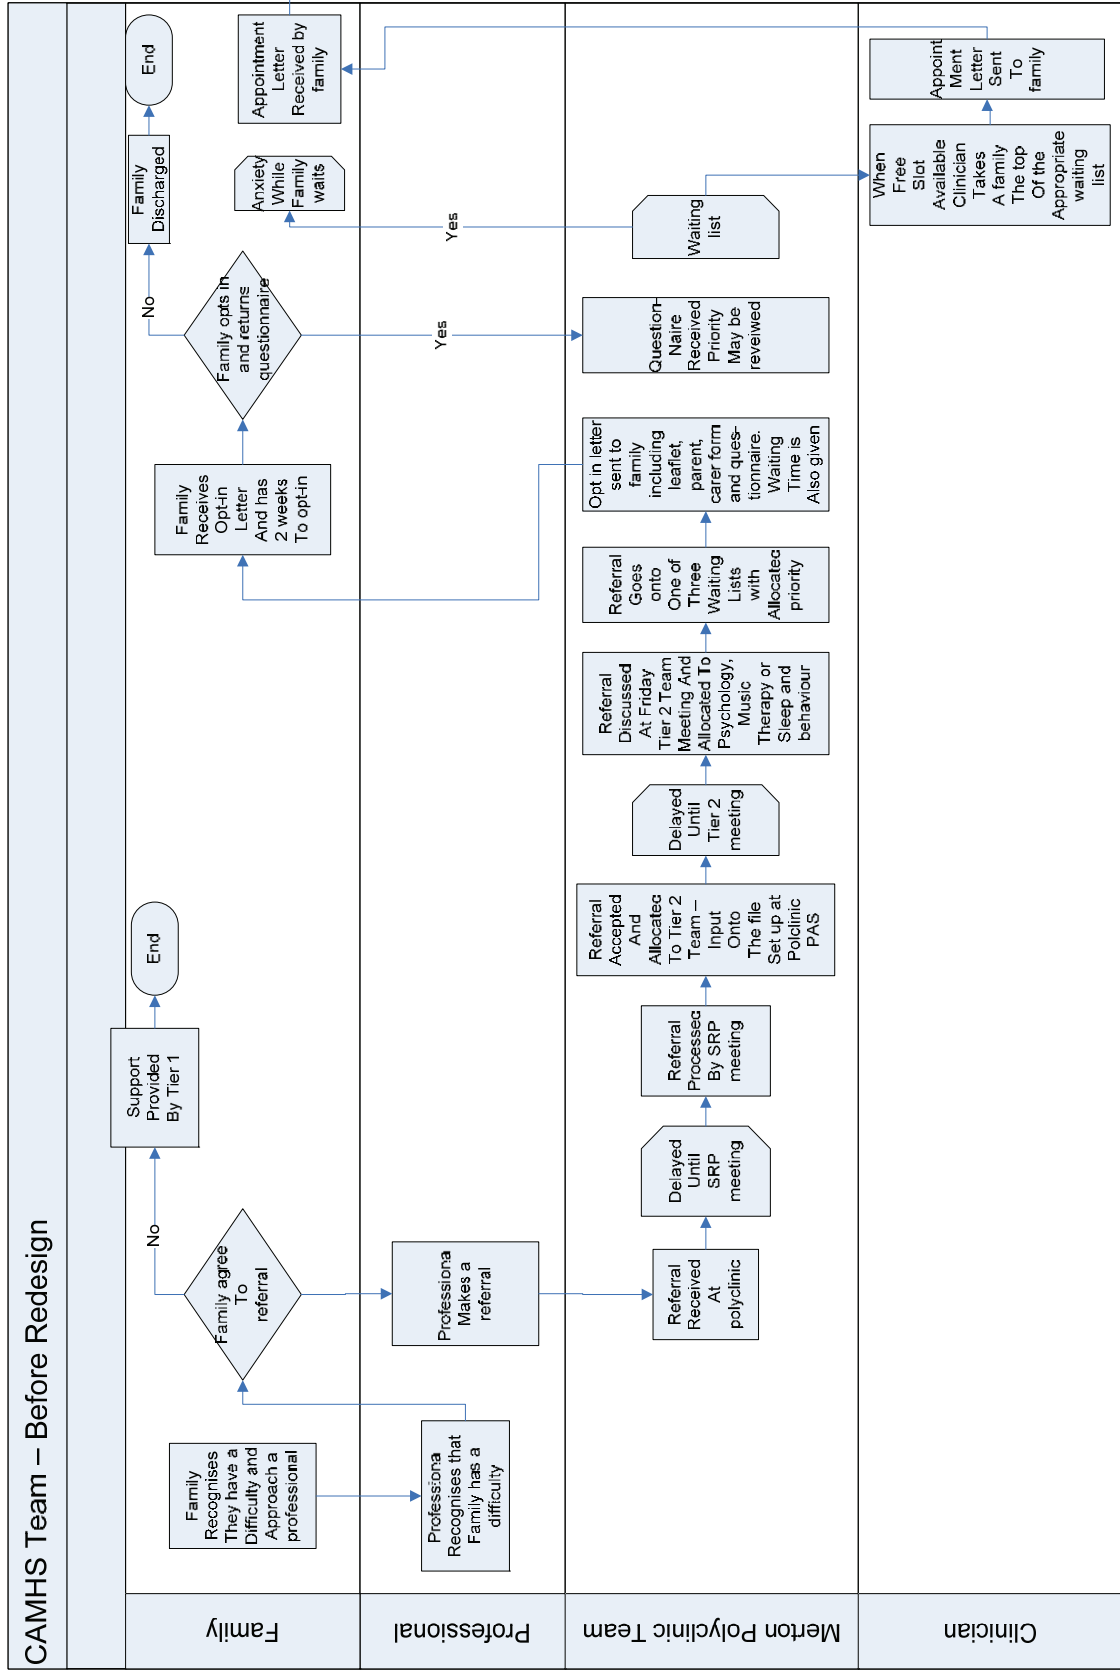 CAMHS Team – Before Redesign
Family
Professional
Merton Polyclinic Team
Clinician
Family
Recognises
They have a
Difficulty and
Approach a
professional
Professiona
Recognises that
Family has a
difficulty
Family agree
To
referral
No
Support
Provided
By Tier 1
End
Professiona
Makes a
referral
Referral
Received
At
polyclinic
Delayed
Until
SRP
meeting
Referral
Processed
By SRP
meeting
Referral
Accepted
And
Allocated
To Tier 2
Team –
Input
Onto
The file
Set up at
Polclinic
PAS
Delayed
Until
Tier 2
meeting
Referral
Discussed
At Friday
Tier 2 Team
Meeting And
Allocated To
Psychology,
Music
Therapy or
Sleep and
behaviour
Referral
Goes
onto
One of
Three
Waiting
Lists
with
Allocated
priority
Opt in letter
sent to
family
including
leaflet,
parent,
carer form
and ques-
tionnaire.
Waiting
Time is
Also given
Family
Receives
Opt-in
Letter
And has
2 weeks
To opt-in
Family opts in
and returns
questionnaire
No
Family
Discharged
End
Yes
Question-
Naire
Received
Priority
May be
reveiwed
Waiting
list
Yes
Anxiety
While
Family
waits
When
Free
Slot
Available
Clinician
Takes
A family
The top
Of the
Appropriate
waiting
list
Appoint
Ment
Letter
Sent
To
family
Appointment
Letter
Received by
family